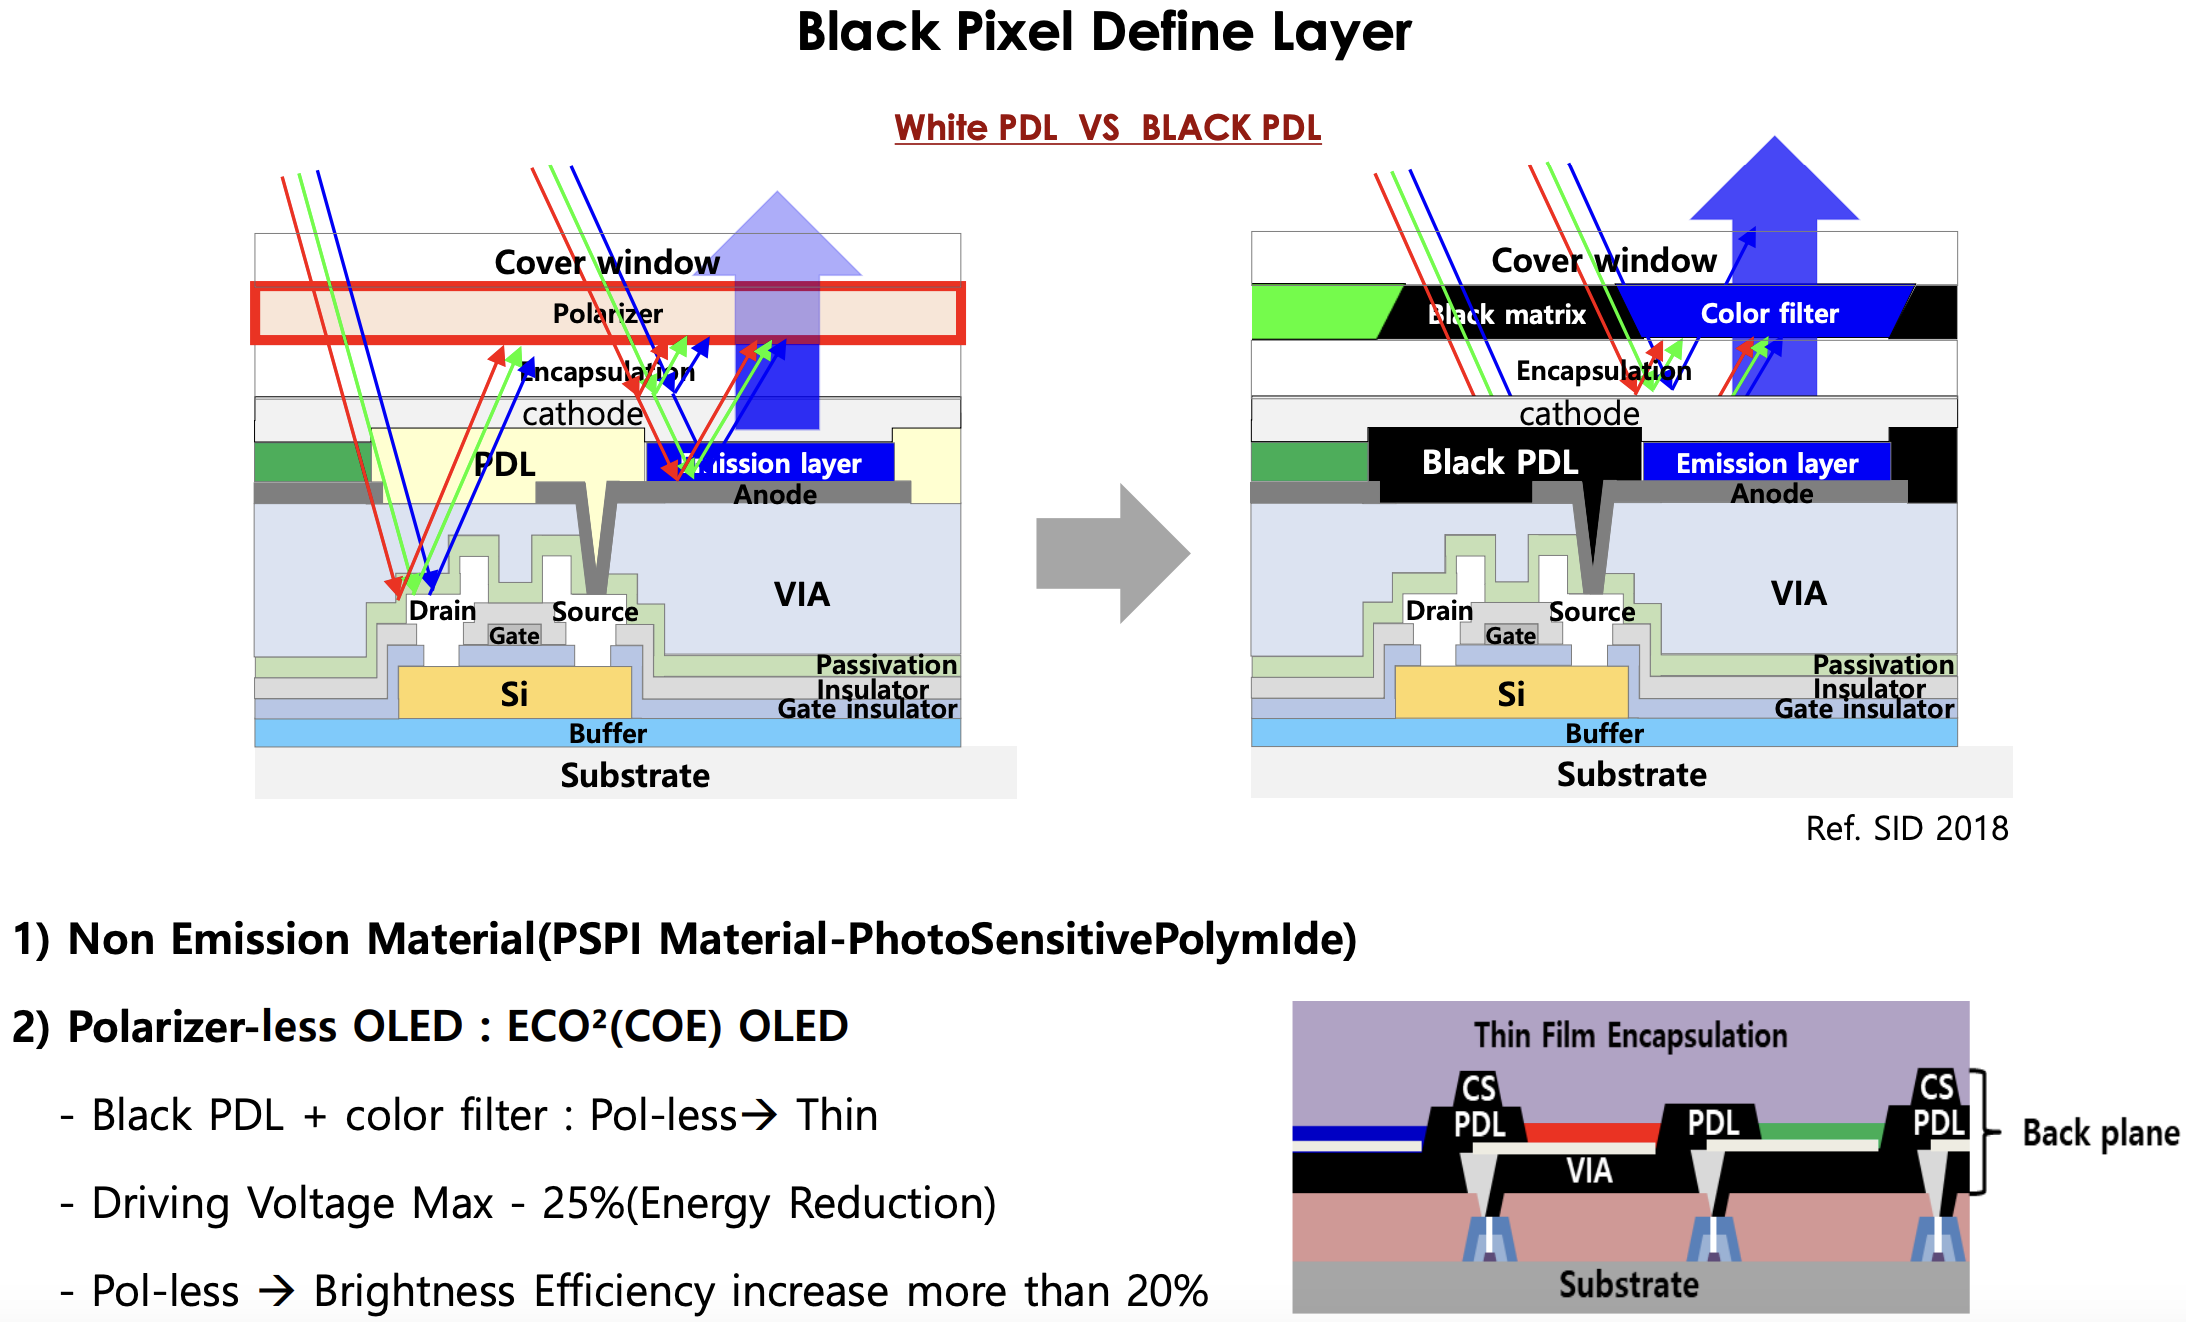 Black Pixel Define Layer
White PDL VS BLACK PDL
Cover window
Polarizer
Encapsulation
cathode
PDL
Emission layer
Anode
VIA
Drain
Source
Gate
Passivation
Si
Insulator
Gate insulator
Buffer
Substrate
Cover window
Black matrix
Color filter
Encapsulation
cathode
Black PDL
Emission layer
Anode
VIA
Drain
Source
Gate
Passivation
Si
Insulator
Gate insulator
Buffer
Substrate
Ref. SID 2018
1) Non Emission Material(PSPI Material-PhotoSensitivePolymIde)
2) Polarizer-less OLED : ECO²(COE) OLED
- Black PDL + color filter : Pol-less→ Thin
- Driving Voltage Max - 25%(Energy Reduction)
- Pol-less → Brightness Efficiency increase more than 20%
Thin Film Encapsulation
CS
CS
PDL
PDL
PDL
Back plane
VIA
Substrate